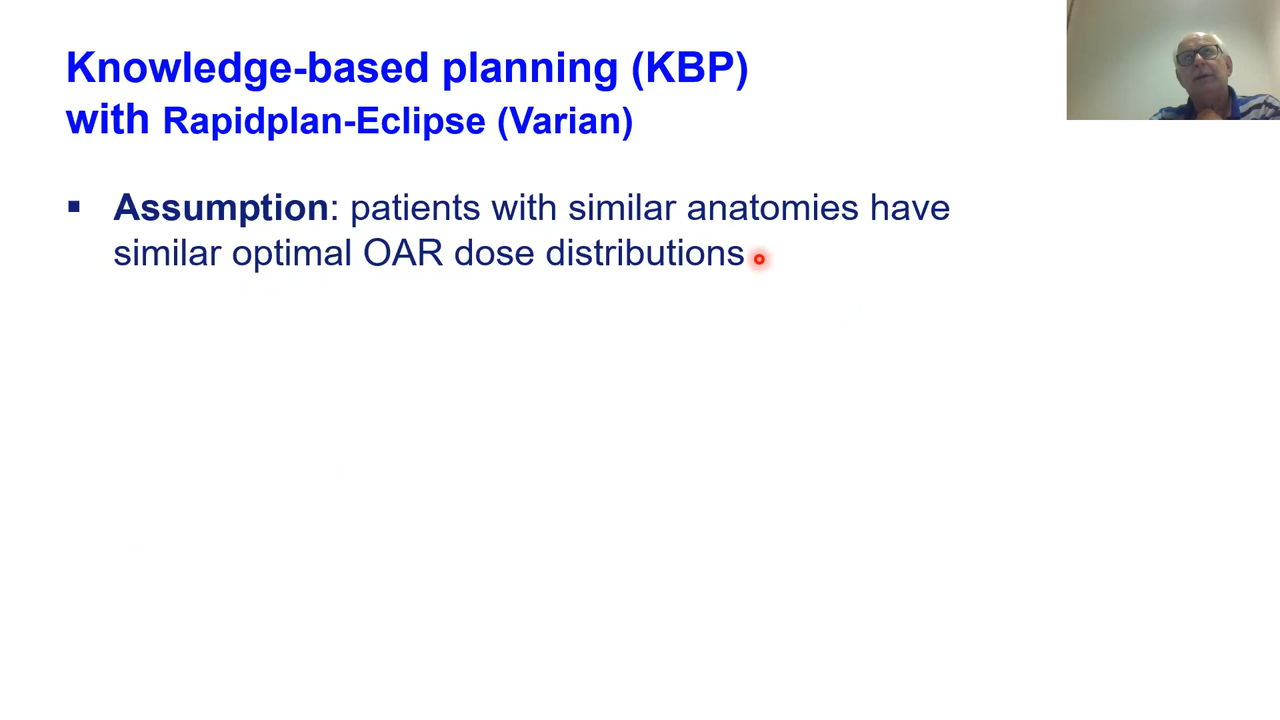 Knowledge-based planning (KBP)
with Rapidplan-Eclipse (Varian)
Assumption: patients with similar anatomies have
similar optimal OAR dose distributions